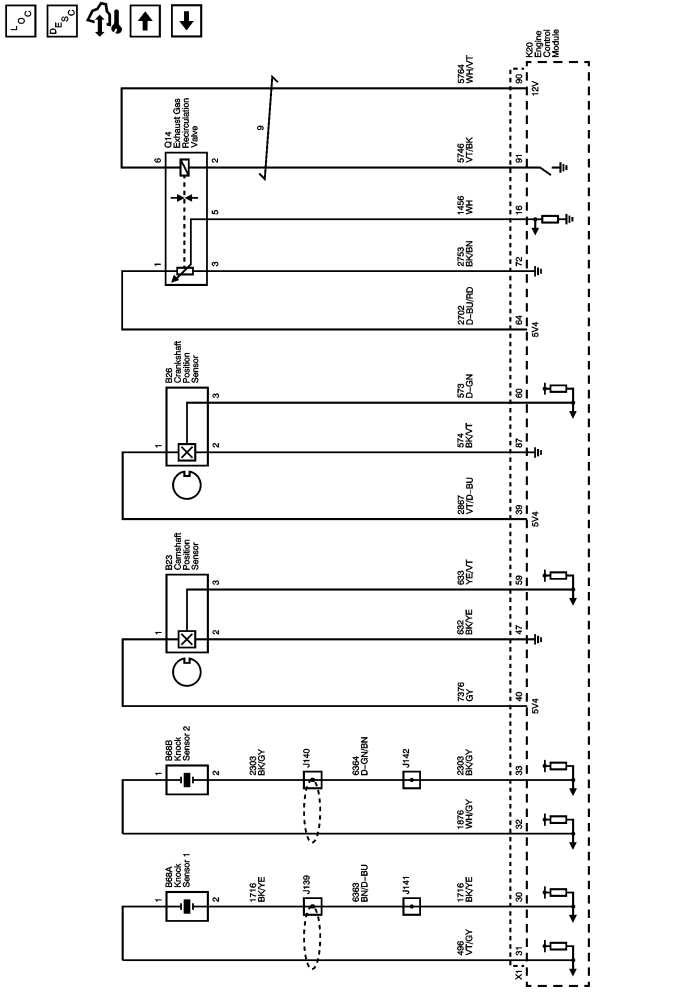 LOC
DESC
K20
Engine
Control
Module
5764
WH/VT
90
12V
Q14
Exhaust Gas
Recirculation
Valve
9
6
2
5746
VT/BK
91
5
1456
WH
16
1
3
2753
BK/BN
72
2702
D-BU/RD
64
5V4
B26
Crankshaft
Position
Sensor
3
573
D-GN
60
1
2
574
BK/VT
87
2867
VT/D-BU
39
5V4
B23
Camshaft
Position
Sensor
3
633
YE/VT
59
1
2
632
BK/YE
47
7376
GY
40
5V4
B68B
Knock
Sensor 2
1
2
2303
BK/GY
J140
6364
D-GN/BN
J142
2303
BK/GY
33
1876
WH/GY
32
B68A
Knock
Sensor 1
1
2
1716
BK/YE
J139
6363
BN/D-BU
J141
1716
BK/YE
30
496
VT/GY
31
X1